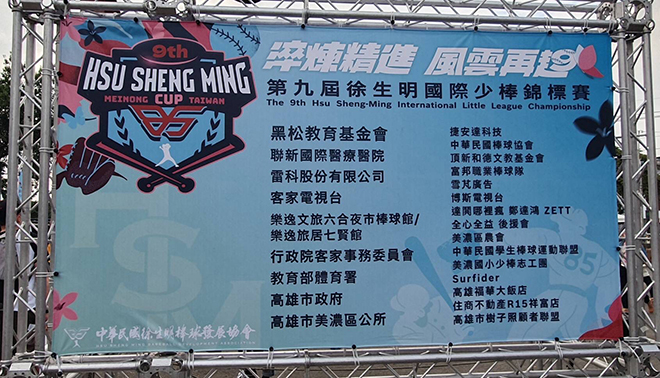 9th
HSU SHENG MING
MEINONG CUP TAIWAN
淬煉精進 風雲再起
第九屆徐生明國際少棒錦標賽
The 9th Hsu Sheng-Ming International Little League Championship
黑松教育基金會
聯新國際醫療醫院
雷科股份有限公司
客家電視台
樂逸文旅六合夜市棒球館/
樂逸旅居七賢館
行政院客家事務委員會
教育部體育署
高雄市政府
高雄市美濃區公所
捷安達科技
中華民國棒球協會
頂新和德文教基金會
富邦職業棒球隊
雪芃廣告
博斯電視台
達鬨哪裡瘋 鄭達鴻 ZETT
全心全益 後援會
美濃區農會
中華民國學生棒球運動聯盟
美濃國小少棒志工團
Surfider
高雄福華大飯店
住商不動產R15祥富店
高雄市樹子照顧者聯盟
HSM
85
中華民國徐生明棒球發展協會